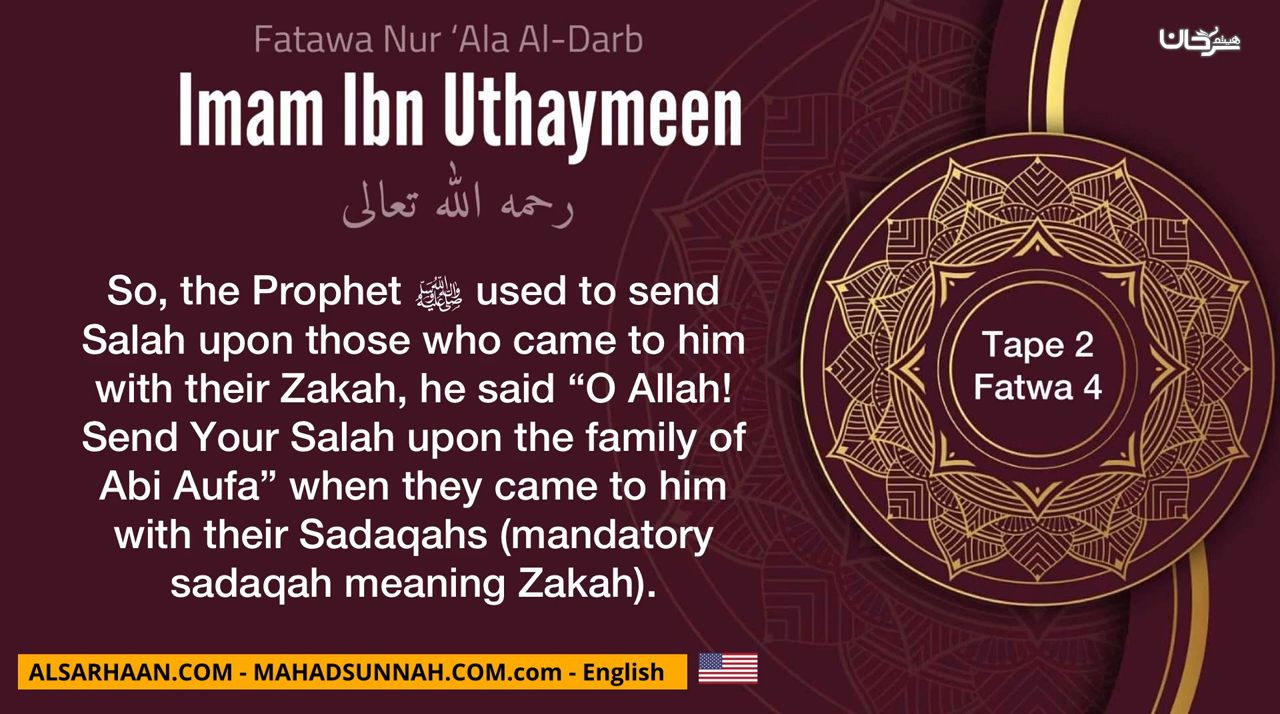 Fatawa Nur ‘Ala Al-Darb
هيثم سرحان
Imam Ibn Uthaymeen
رحمه الله تعالى
So, the Prophet ﷺ used to send
Salah upon those who came to him
with their Zakah, he said “O Allah!
Send Your Salah upon the family of
Abi Aufa” when they came to him
with their Sadaqahs (mandatory
sadaqah meaning Zakah).
Tape 2
Fatwa 4
ALSARHAAN.COM - MAHADSUNNAH.COM.com - English